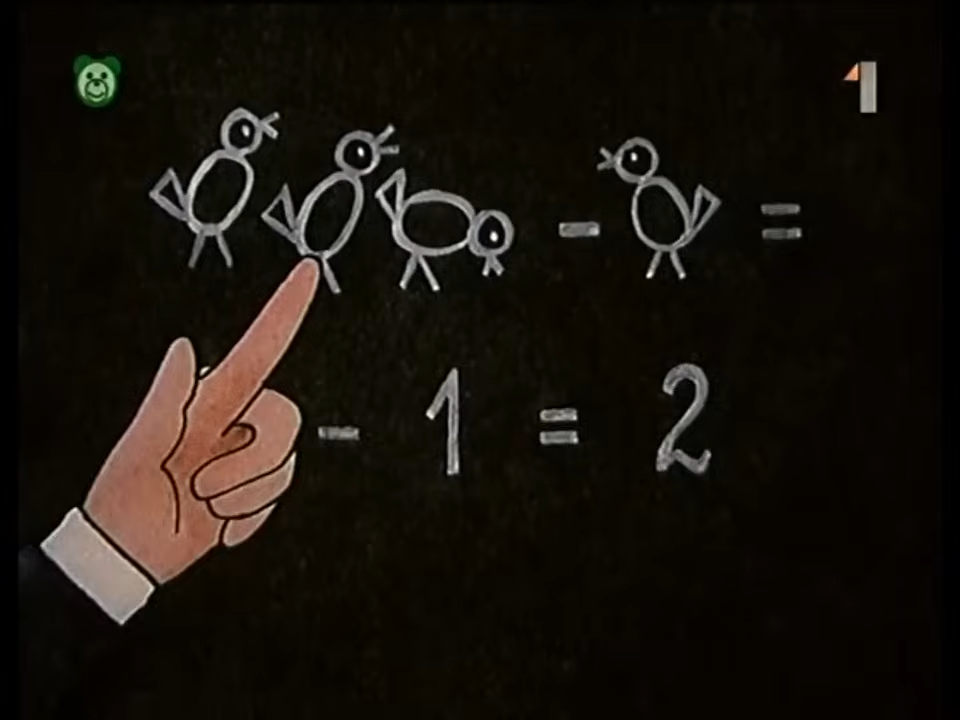 1
- =
- 1 = 2